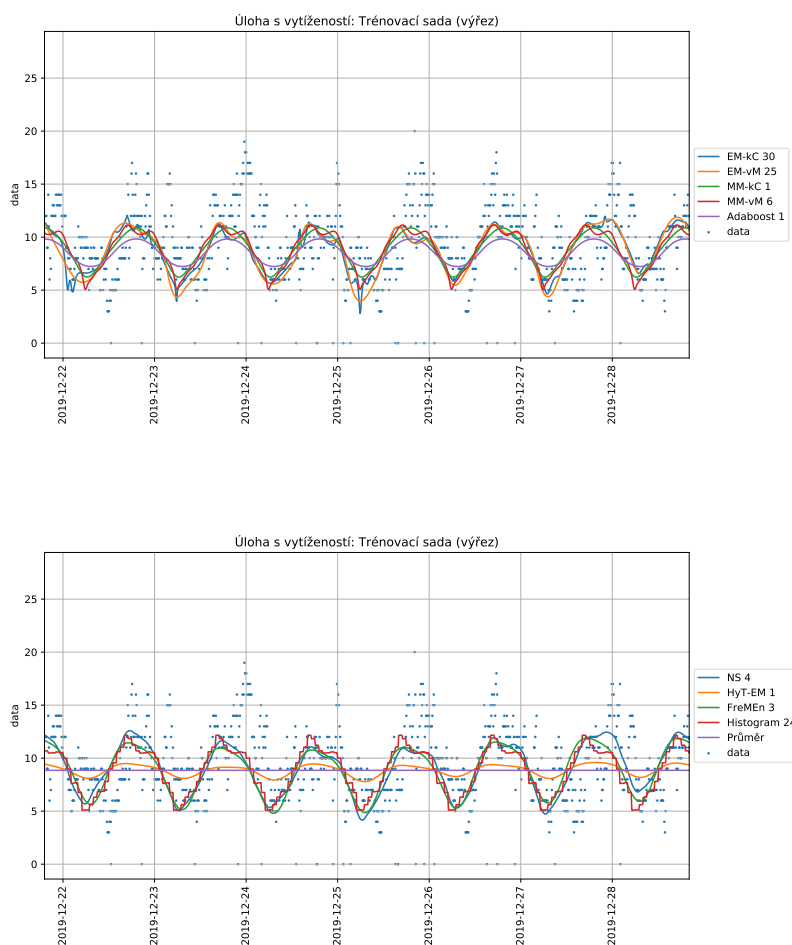 Úloha s vytížeností: Trénovací sada (výřez)
data
25
20
15
10
5
0
2019-12-22
2019-12-23
2019-12-24
2019-12-25
2019-12-26
2019-12-27
2019-12-28
EM-kC 30
EM-vM 25
MM-kC 1
MM-vM 6
Adaboost 1
data
Úloha s vytížeností: Trénovací sada (výřez)
data
25
20
15
10
5
0
2019-12-22
2019-12-23
2019-12-24
2019-12-25
2019-12-26
2019-12-27
2019-12-28
NS 4
HyT-EM 1
FreMEn 3
Histogram 24
Průměr
data